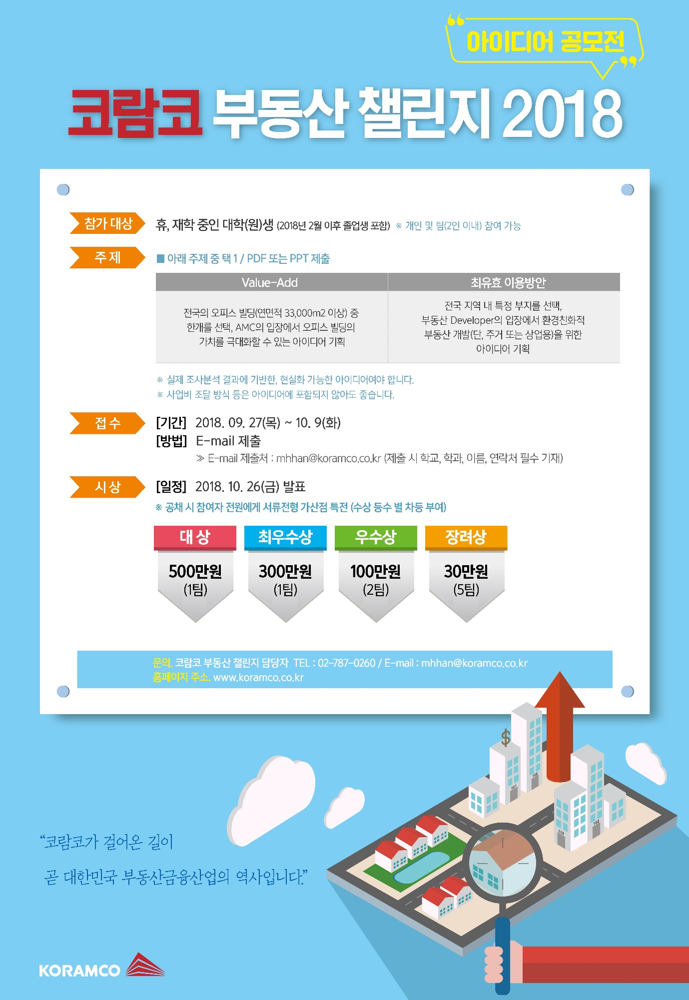 “아이디어 공모전”
코람코 부동산 챌린지 2018
참가 대상 휴, 재학 중인 대학(원)생 (2018년 2월 이후 졸업생 포함) ※ 개인 및 팀(2인 이내) 참여 가능
주 제 ■ 아래 주제 중 택 1 / PDF 또는 PPT 제출
Value-Add
전국의 오피스 빌딩(연면적 33,000m2 이상) 중
한개를 선택, AMC의 입장에서 오피스 빌딩의
가치를 극대화할 수 있는 아이디어 기획
최유효 이용방안
전국 지역 내 특정 부지를 선택,
부동산 Developer의 입장에서 환경친화적
부동산 개발(단, 주거 또는 상업용)을 위한
아이디어 기획
※ 실제 조사분석 결과에 기반한, 현실화 가능한 아이디어여야 합니다.
※ 사업비 조달 방식 등은 아이디어에 포함되지 않아도 좋습니다.
접 수 [기간] 2018. 09. 27(목) ~ 10. 9(화)
[방법] E-mail 제출
≫ E-mail 제출처 : mhhan@koramco.co.kr (제출 시 학교, 학과, 이름, 연락처 필수 기재)
시 상 [일정] 2018. 10. 26(금) 발표
※ 공채 시 참여자 전원에게 서류전형 가산점 특전 (수상 등수 별 차등 부여)
대 상
500만원
(1팀)
최우수상
300만원
(1팀)
우수상
100만원
(2팀)
장려상
30만원
(5팀)
문의. 코람코 부동산 챌린지 담당자 TEL : 02-787-0260 / E-mail : mhhan@koramco.co.kr
홈페이지 주소. www.koramco.co.kr
$
102
101
102
101
“코람코가 걸어온 길이
곧 대한민국 부동산금융산업의 역사입니다.”
KORAMCO